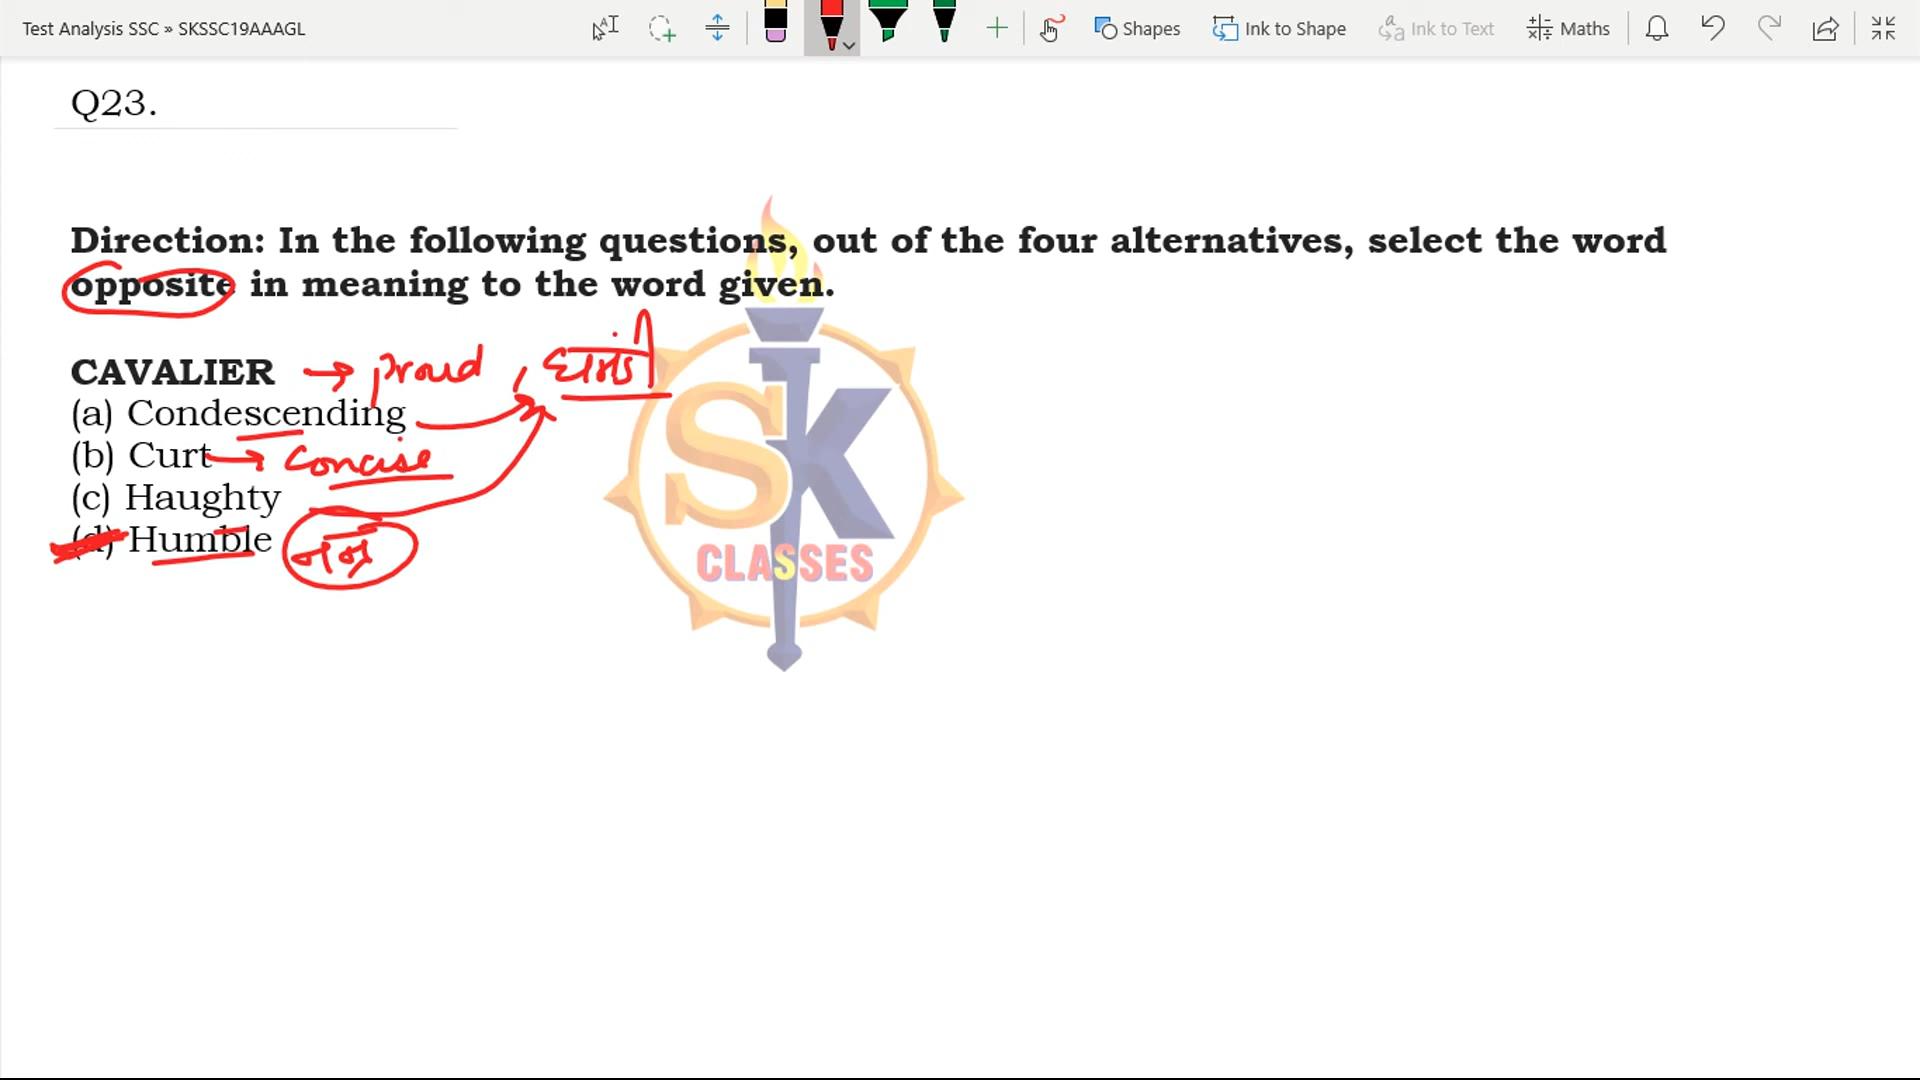 Test Analysis SSC » SKSSC19AAAGL
Shapes
Ink to Shape
Ink to Text
Maths
Q23.
Direction: In the following questions, out of the four alternatives, select the word
opposite in meaning to the word given.
CAVALIER → Proud , घमंडी
(a) Condescending
(b) Curt → Concise
(c) Haughty
(d) Humble नम्र
SK
CLASSES